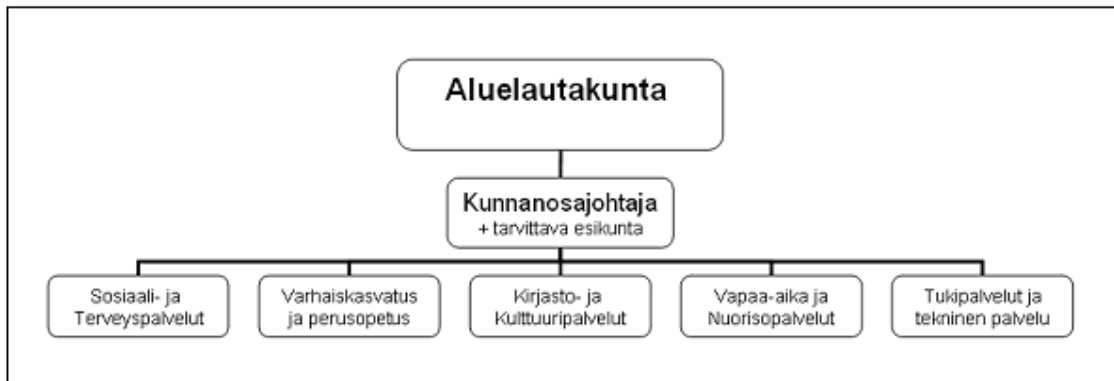 Aluelautakunta
Kunnanosajohtaja
+ tarvittava esikunta
Sosiaali- ja
Terveyspalvelut
Varhaiskasvatus
ja perusopetus
Kirjasto- ja
Kulttuuripalvelut
Vapaa-aika ja
Nuorisopalvelut
Tukipalvelut ja
tekninen palvelu